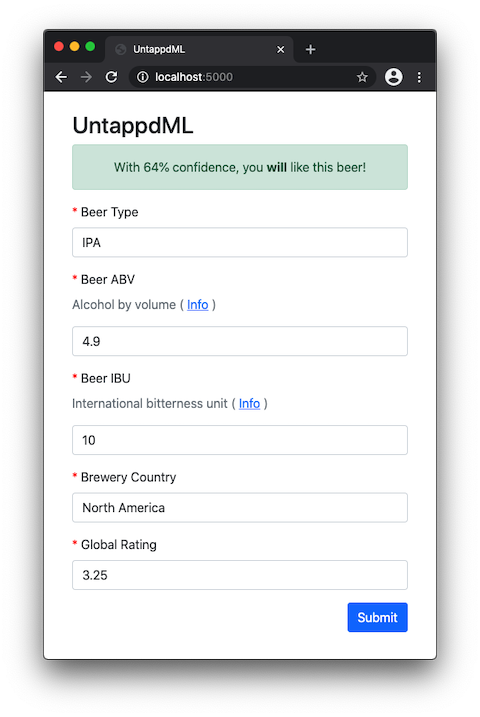 UntappdML
localhost:5000
UntappdML
With 64% confidence, you will like this beer!
* Beer Type
IPA
* Beer ABV
Alcohol by volume ( Info )
4.9
* Beer IBU
International bitterness unit ( Info )
10
* Brewery Country
North America
* Global Rating
3.25
Submit